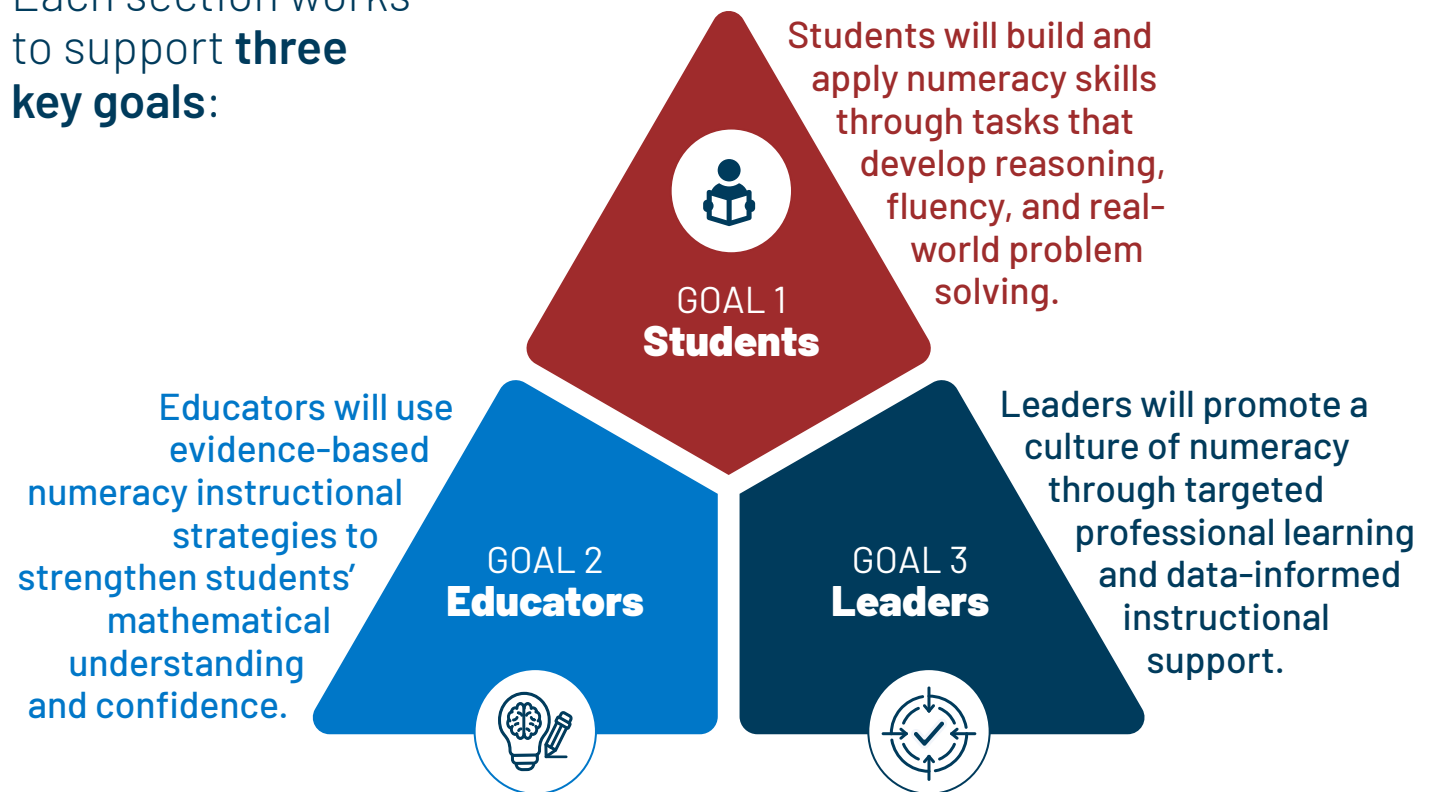 Each section works
to support three
key goals:
Students will build and
apply numeracy skills
through tasks that
develop reasoning,
fluency, and real-
world problem
solving.
GOAL 1
Students
Educators will use
evidence-based
numeracy instructional
strategies to
strengthen students’
mathematical
understanding
and confidence.
GOAL 2
Educators
GOAL 3
Leaders
Leaders will promote a
culture of numeracy
through targeted
professional learning
and data-informed
instructional
support.